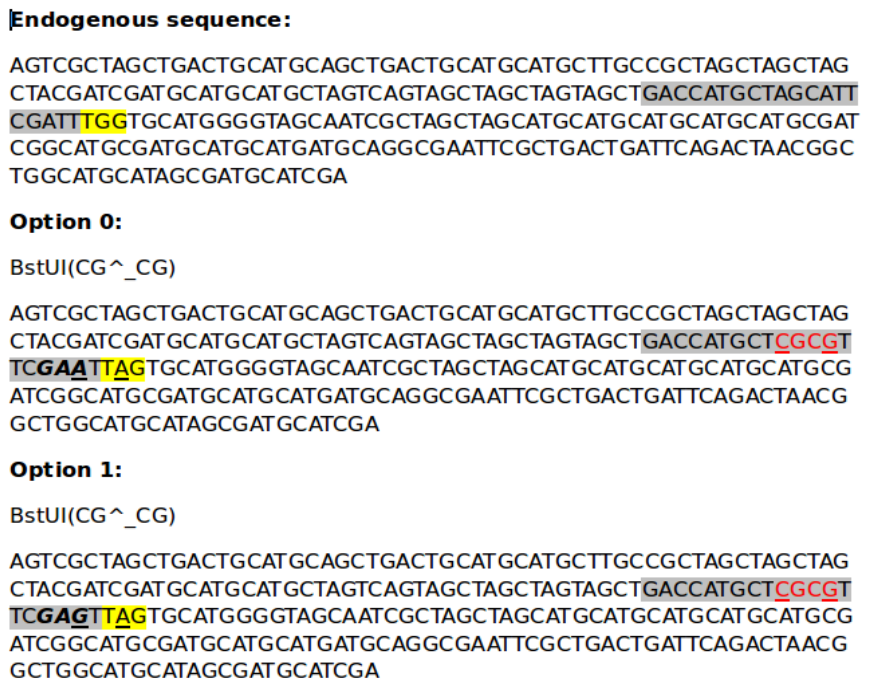 Endogenous sequence:
AGTCGCTAGCTGACTGCATGCAGCTGACTGCATGCATGCTTGCCGCTAGCTAGCTAG
CTACGATCGATGCATGCATGCTAGTCAGTAGCTAGCTAGTAGCTGACCATGCTAGCATT
CGATTTGGTGCATGGGGTAGCAATCGCTAGCTAGCATGCATGCATGCATGCATGCGAT
CGGCATGCGATGCATGCATGATGCAGGCGAATTCGCTGACTGATTCAGACTAACGGC
TGGCATGCATAGCGATGCATCGA
Option 0:
BstUI(CG^_CG)
AGTCGCTAGCTGACTGCATGCAGCTGACTGCATGCATGCTTGCCGCTAGCTAGCTAG
CTACGATCGATGCATGCATGCTAGTCAGTAGCTAGCTAGTAGCTGACCATGCTCGCGT
TCGAATTAGTGCATGGGGTAGCAATCGCTAGCTAGCATGCATGCATGCATGCATGCG
ATCGGCATGCGATGCATGCATGATGCAGGCGAATTCGCTGACTGATTCAGACTAACG
GCTGGCATGCATAGCGATGCATCGA
Option 1:
BstUI(CG^_CG)
AGTCGCTAGCTGACTGCATGCAGCTGACTGCATGCATGCTTGCCGCTAGCTAGCTAG
CTACGATCGATGCATGCATGCTAGTCAGTAGCTAGCTAGTAGCTGACCATGCTCGCGT
TCGAGTTAGTGCATGGGGTAGCAATCGCTAGCTAGCATGCATGCATGCATGCATGCG
ATCGGCATGCGATGCATGCATGATGCAGGCGAATTCGCTGACTGATTCAGACTAACG
GCTGGCATGCATAGCGATGCATCGA